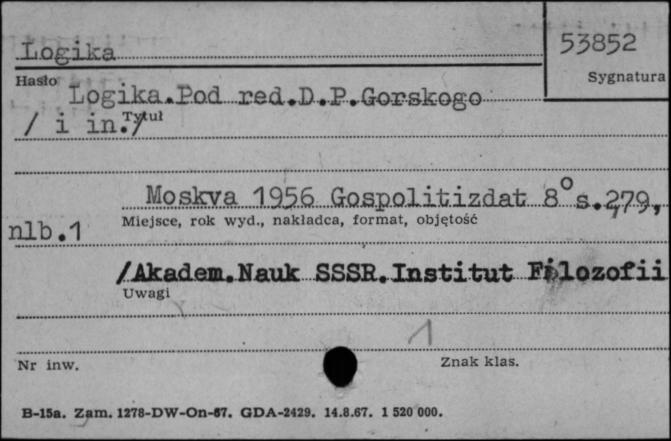 Logika
53852
Hasło
Sygnatura
Logika.Pod red.D.P.Gorskogo
/ i in./
Tytuł
Moskva 1956 Gospolitizdat 8° s.279,
nlb.1
Miejsce, rok wyd., nakładca, format, objętość
/Akadem.Nauk SSSR.Institut Filozofii
Uwagi
1
Nr inw.
Znak klas.
B-15a. Zam. 1278-DW-On-67. GDA-2429. 14.8.67. 1 520 000.